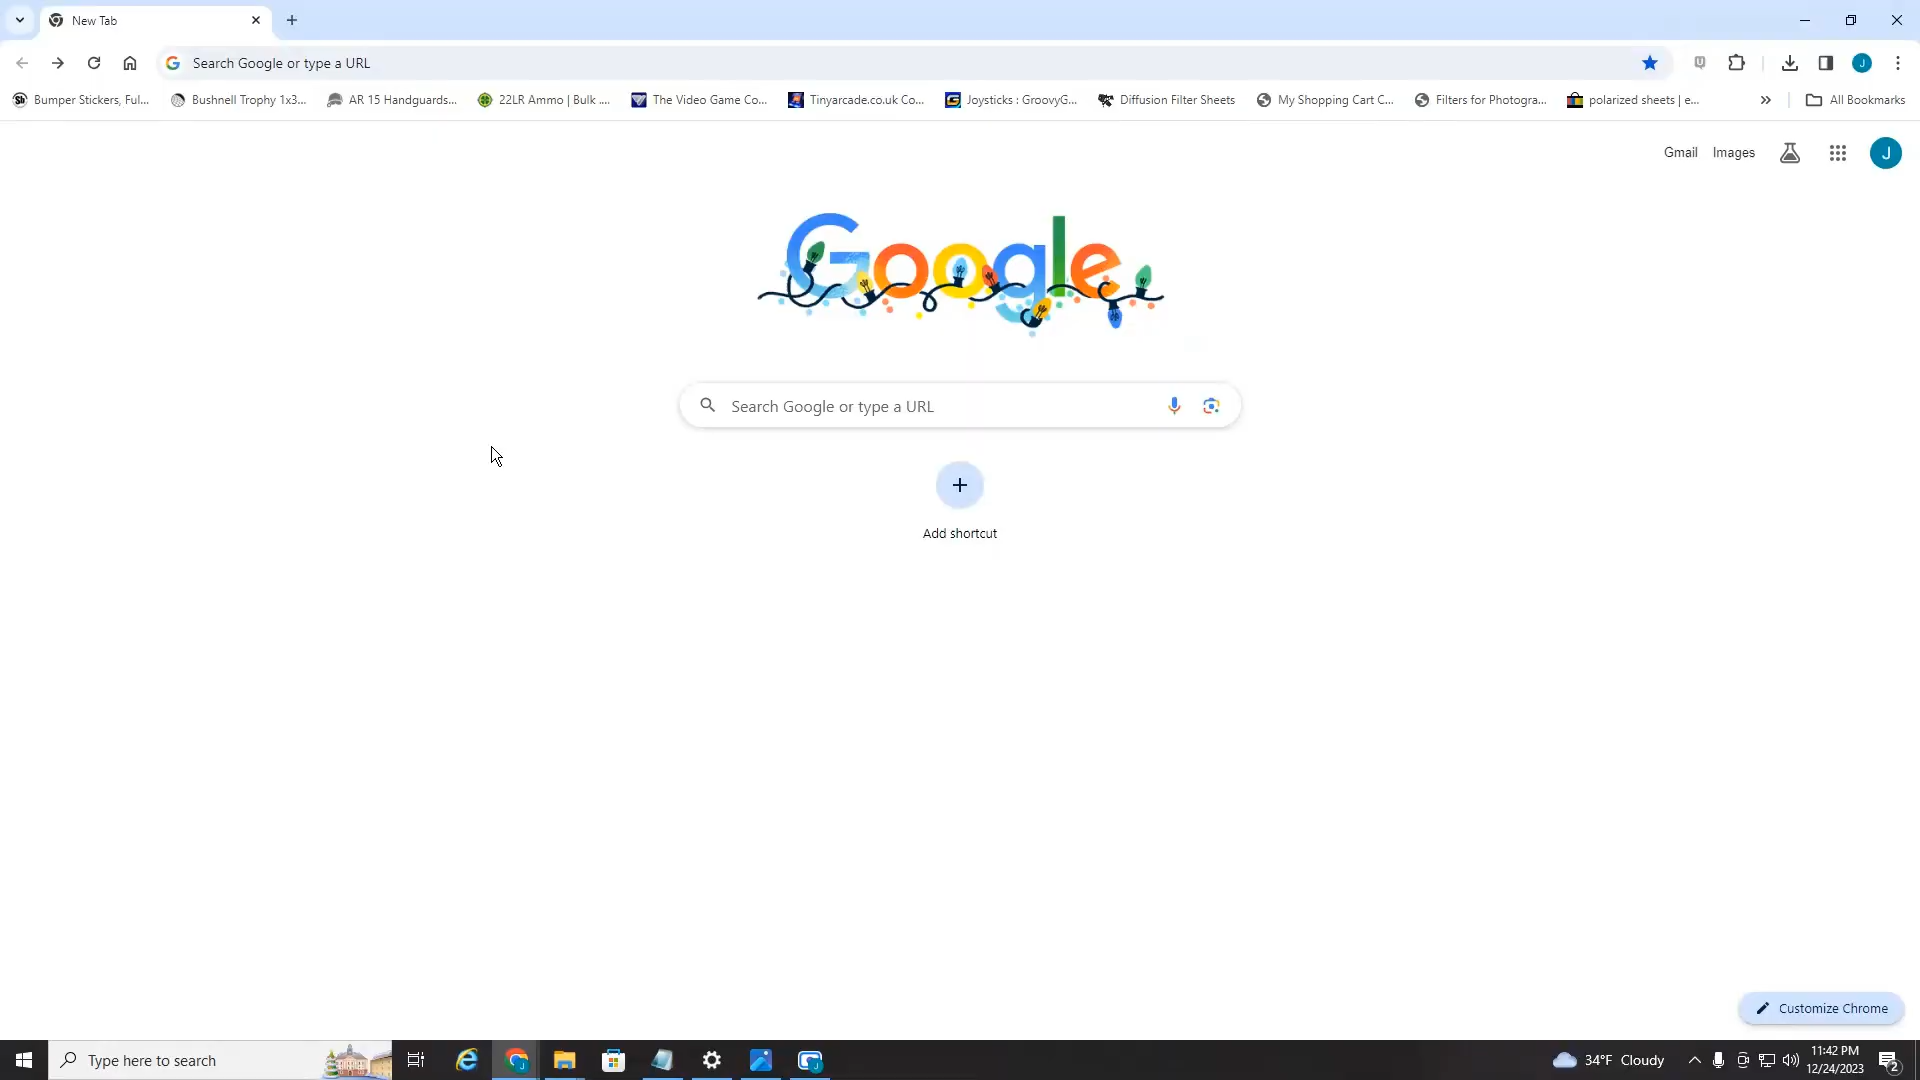 New Tab
Search Google or type a URL
Bumper Stickers, Ful...
Bushnell Trophy 1x3...
AR 15 Handguards...
22LR Ammo | Bulk ...
The Video Game Co...
Tinyarcade.co.uk Co...
Joysticks : GroovyG...
Diffusion Filter Sheets
My Shopping Cart C...
Filters for Photogra...
polarized sheets | e...
All Bookmarks
Gmail
Images
J
Google
Search Google or type a URL
Add shortcut
Customize Chrome
Type here to search
34°F Cloudy
11:42 PM
12/24/2023
2